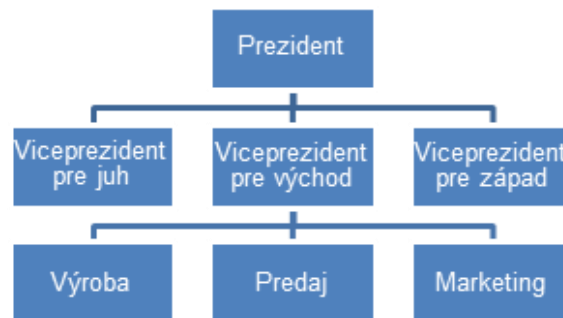 Prezident
Viceprezident
pre juh
Viceprezident
pre východ
Viceprezident
pre západ
Výroba
Predaj
Marketing